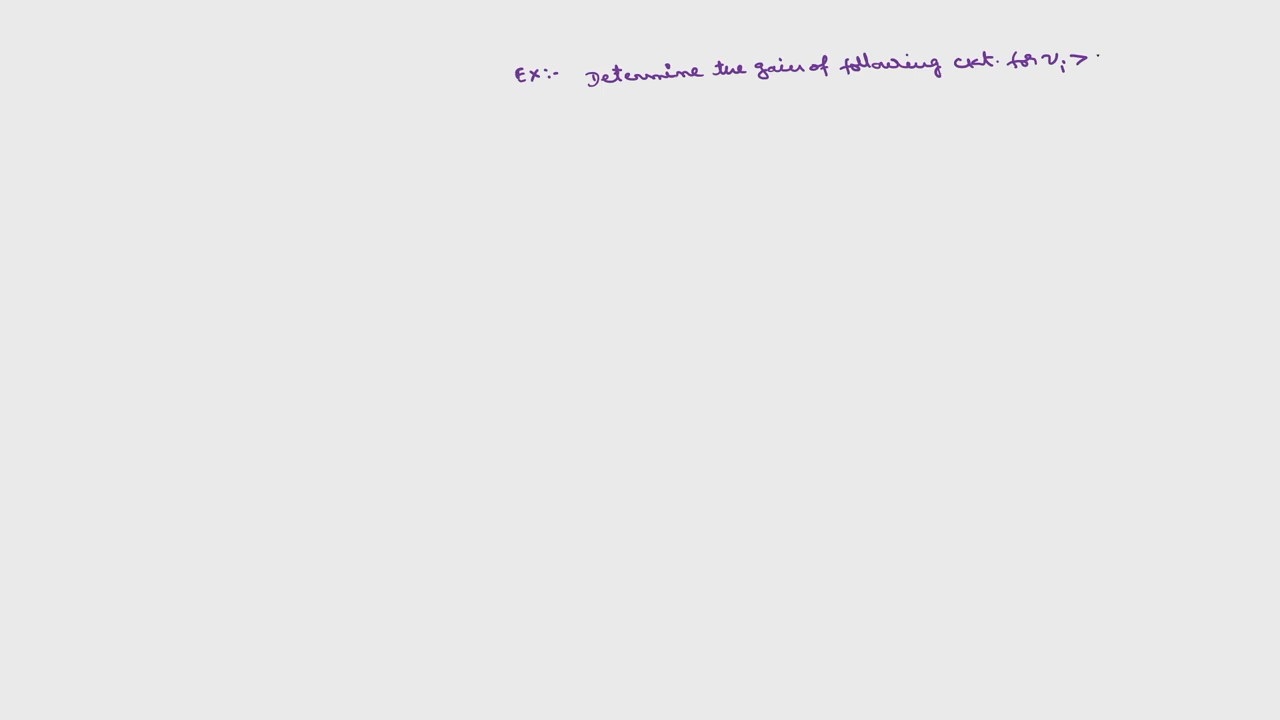 Ex:- Determine the gain of following ckt. for vi >